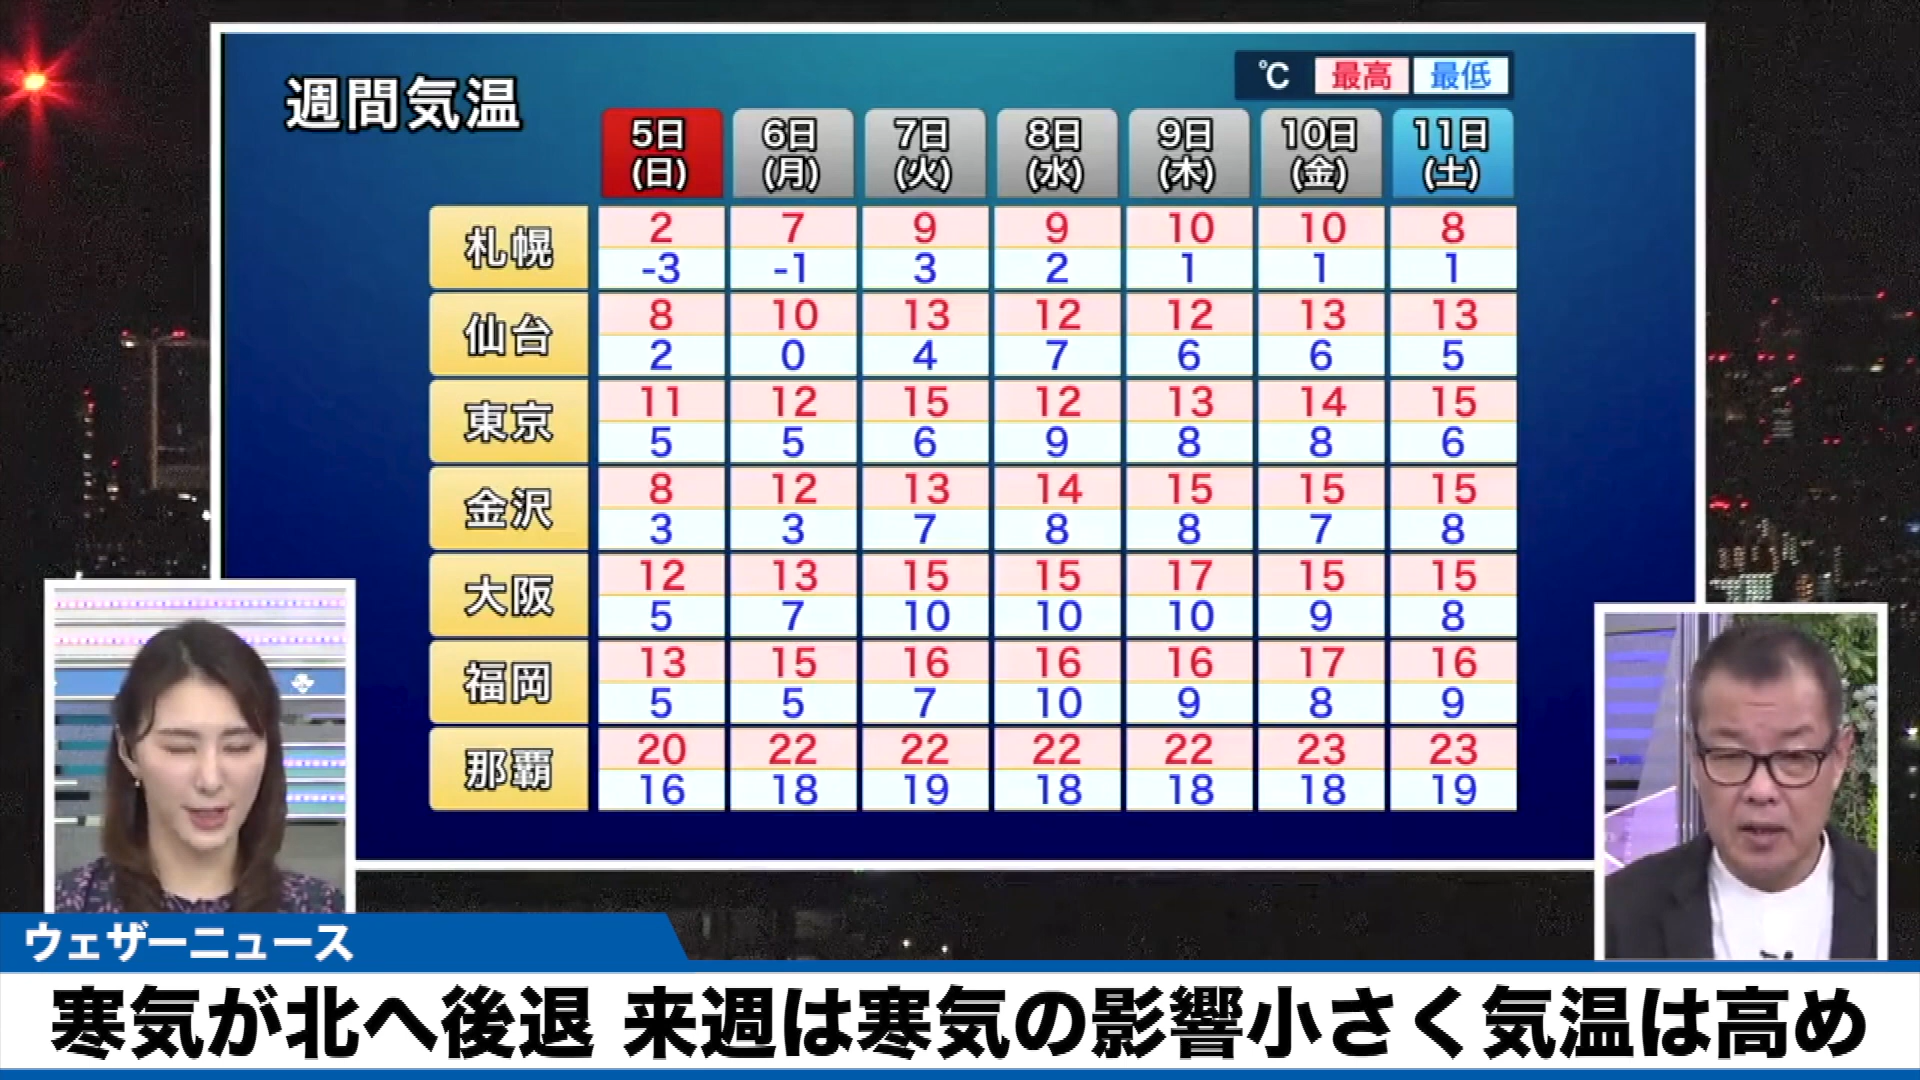 週間気温
℃ 最高 最低
5日 6日 7日 8日 9日 10日 11日
(日) (月) (火) (水) (木) (金) (土)
札幌 2 7 9 9 10 10 8
-3 -1 3 2 1 1 1
仙台 8 10 13 12 12 13 13
2 0 4 7 6 6 5
東京 11 12 15 12 13 14 15
5 5 6 9 8 8 6
金沢 8 12 13 14 15 15 15
3 3 7 8 8 7 8
大阪 12 13 15 15 17 15 15
5 7 10 10 10 9 8
福岡 13 15 16 16 16 17 16
5 5 7 10 9 8 9
那覇 20 22 22 22 22 23 23
16 18 19 18 18 18 19
ウェザーニュース
寒気が北へ後退 来週は寒気の影響小さく気温は高め